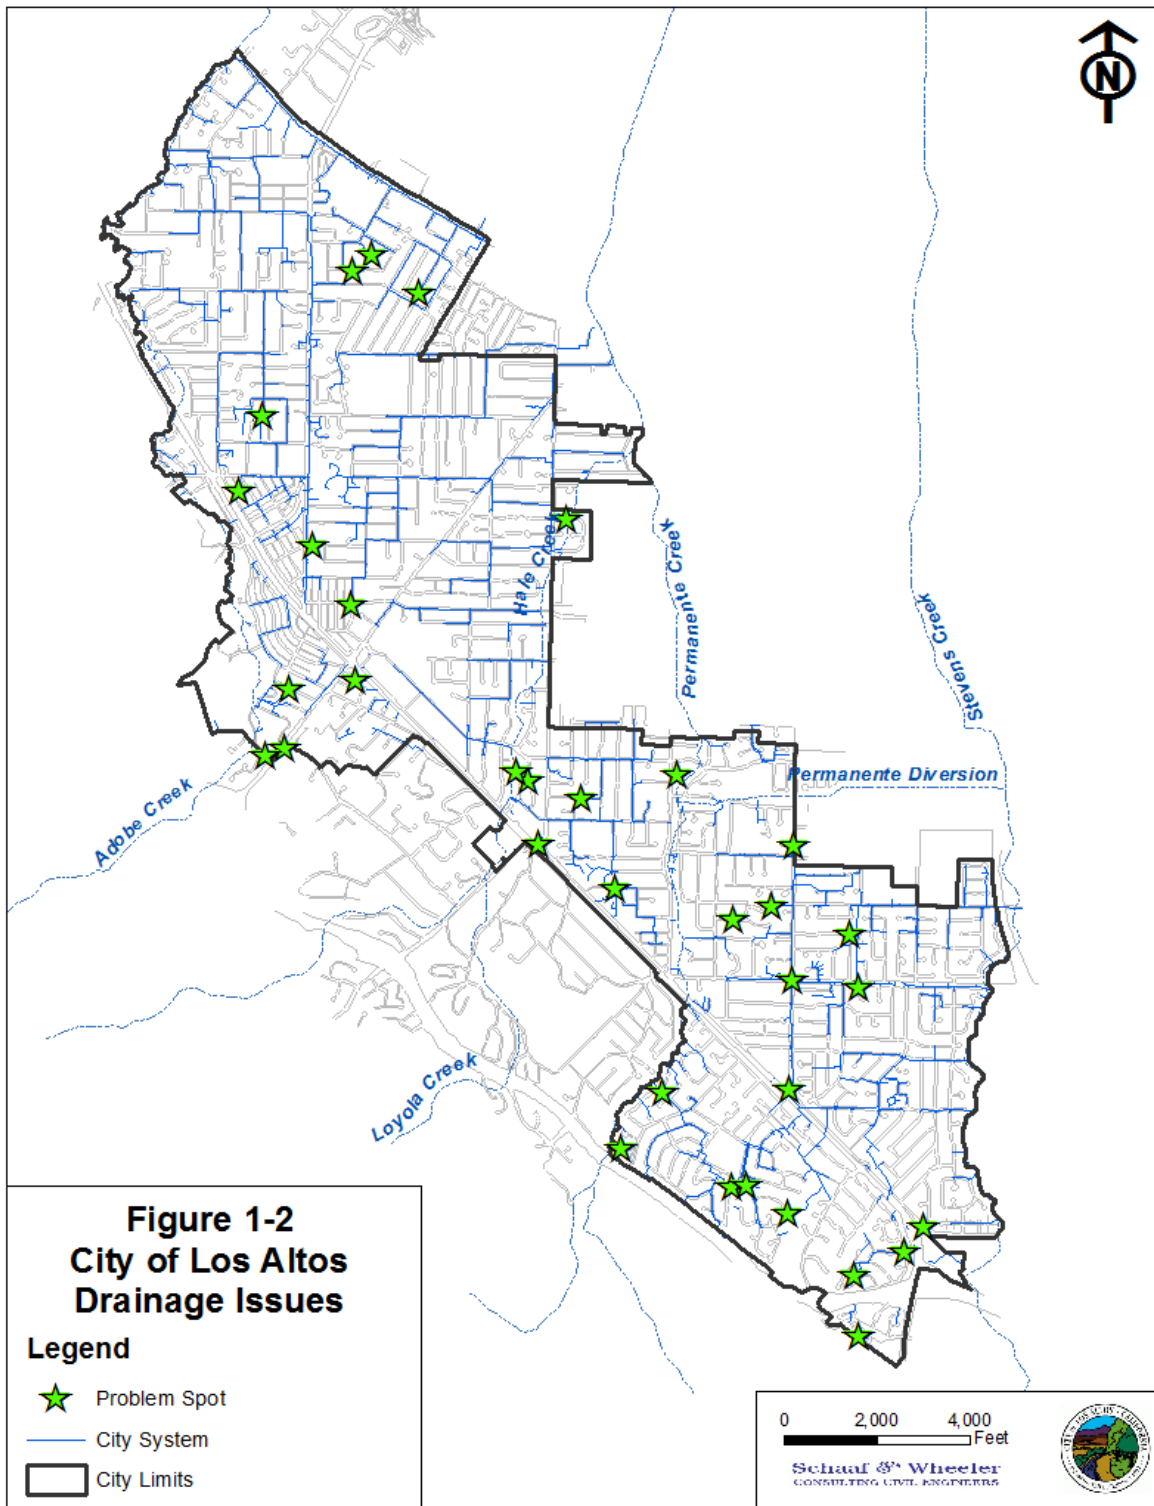 N
Hale Creek
Permanente Creek
Stevens Creek
Permanente Diversion
Adobe Creek
Loyola Creek
Figure 1-2
City of Los Altos
Drainage Issues
Legend
Problem Spot
City System
City Limits
0 2,000 4,000
Feet
Schaaf & Wheeler
CONSULTING CIVIL ENGINEERS